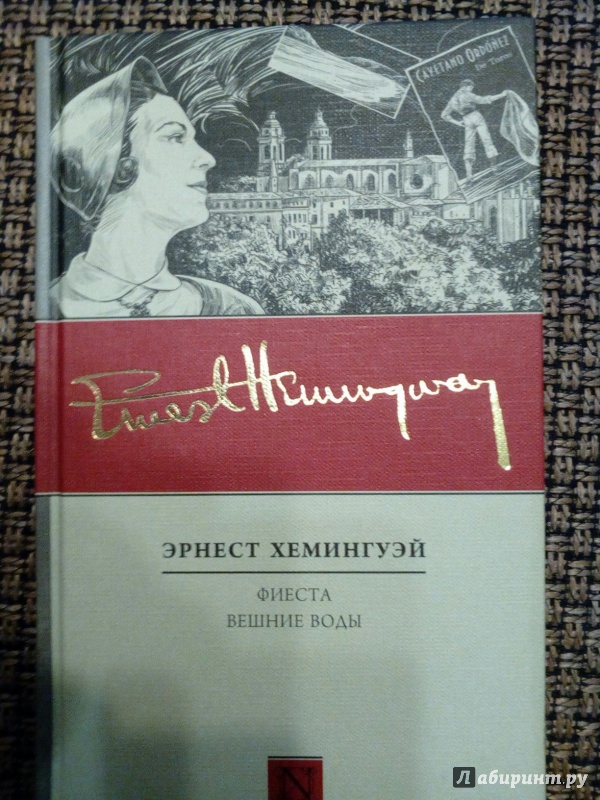 CAYETANO ORDOÑEZ
Ernest Hemingway
ЭРНЕСТ ХЕМИНГУЭЙ
ФИЕСТА
ВЕШНИЕ ВОДЫ
N
Лабиринт.ру